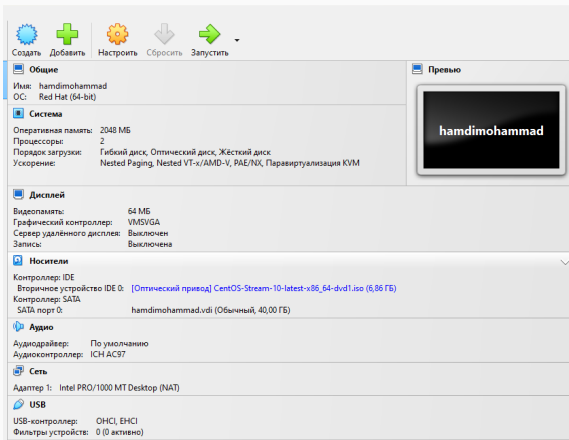 Создать Добавить Настроить Сбросить Запустить
Общие
Имя: hamdimohammad
ОС: Red Hat (64-bit)
Превью
hamdimohammad
Система
Оперативная память: 2048 МБ
Процессоры: 2
Порядок загрузки: Гибкий диск, Оптический диск, Жёсткий диск
Ускорение: Nested Paging, Nested VT-x/AMD-V, PAE/NX, Паравиртуализация KVM
Дисплей
Видеопамять: 64 МБ
Графический контроллер: VMSVGA
Сервер удалённого дисплея: Выключен
Запись: Выключена
Носители
Контроллер: IDE
Вторичное устройство IDE 0: [Оптический привод] CentOS-Stream-10-latest-x86_64-dvd1.iso (6,86 ГБ)
Контроллер: SATA
SATA порт 0: hamdimohammad.vdi (Обычный, 40,00 ГБ)
Аудио
Аудиодрайвер: По умолчанию
Аудиоконтроллер: ICH AC97
Сеть
Адаптер 1: Intel PRO/1000 MT Desktop (NAT)
USB
USB-контроллер: OHCI, EHCI
Фильтры устройств: 0 (0 активно)